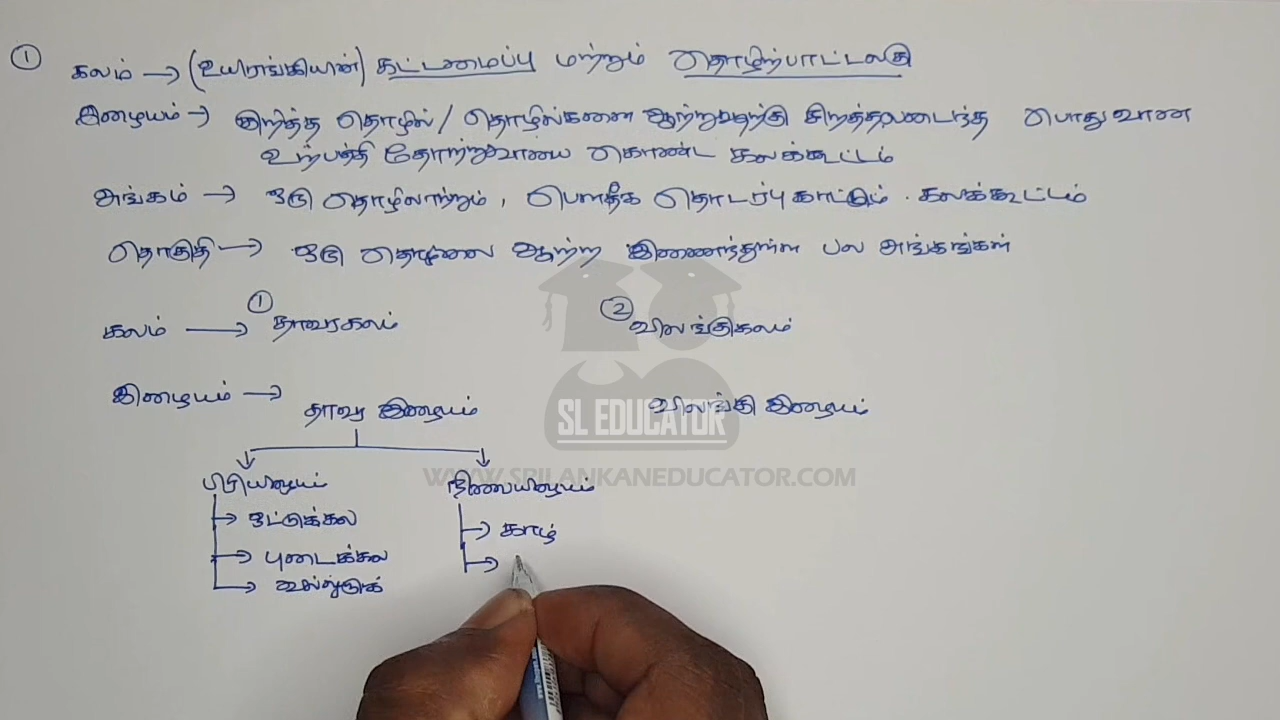 ①
கலம் → (உயிரங்கியின்) கட்டமைப்பு மற்றும் தொழிற்பாட்டலகு
இழையம் → குறித்த தொழில் / தொழில்களை ஆற்றுவதற்கு சிறத்தலடைந்த பொதுவான
உற்பத்தி தோற்றுவாயை கொண்ட கலக்கூட்டம்
அங்கம் → ஒரு தொழிலாற்றும், பௌதீக தொடர்பு காட்டும். கலக்கூட்டம்
தொகுதி → ஒரு தொழிலை ஆற்ற இணைந்துள்ள பல அங்கங்கள்
கலம் → ① தாவரகலம் ② விலங்குகலம்
இழையம் → தாவர இழையம் விலங்கு இழையம்
SL EDUCATOR
WWW.SRILANKANEDUCATOR.COM
பிரியிழையம் நிலையிழையம்
→ ஒட்டுக்கல → காழ்
→ புடைக்கல →
→